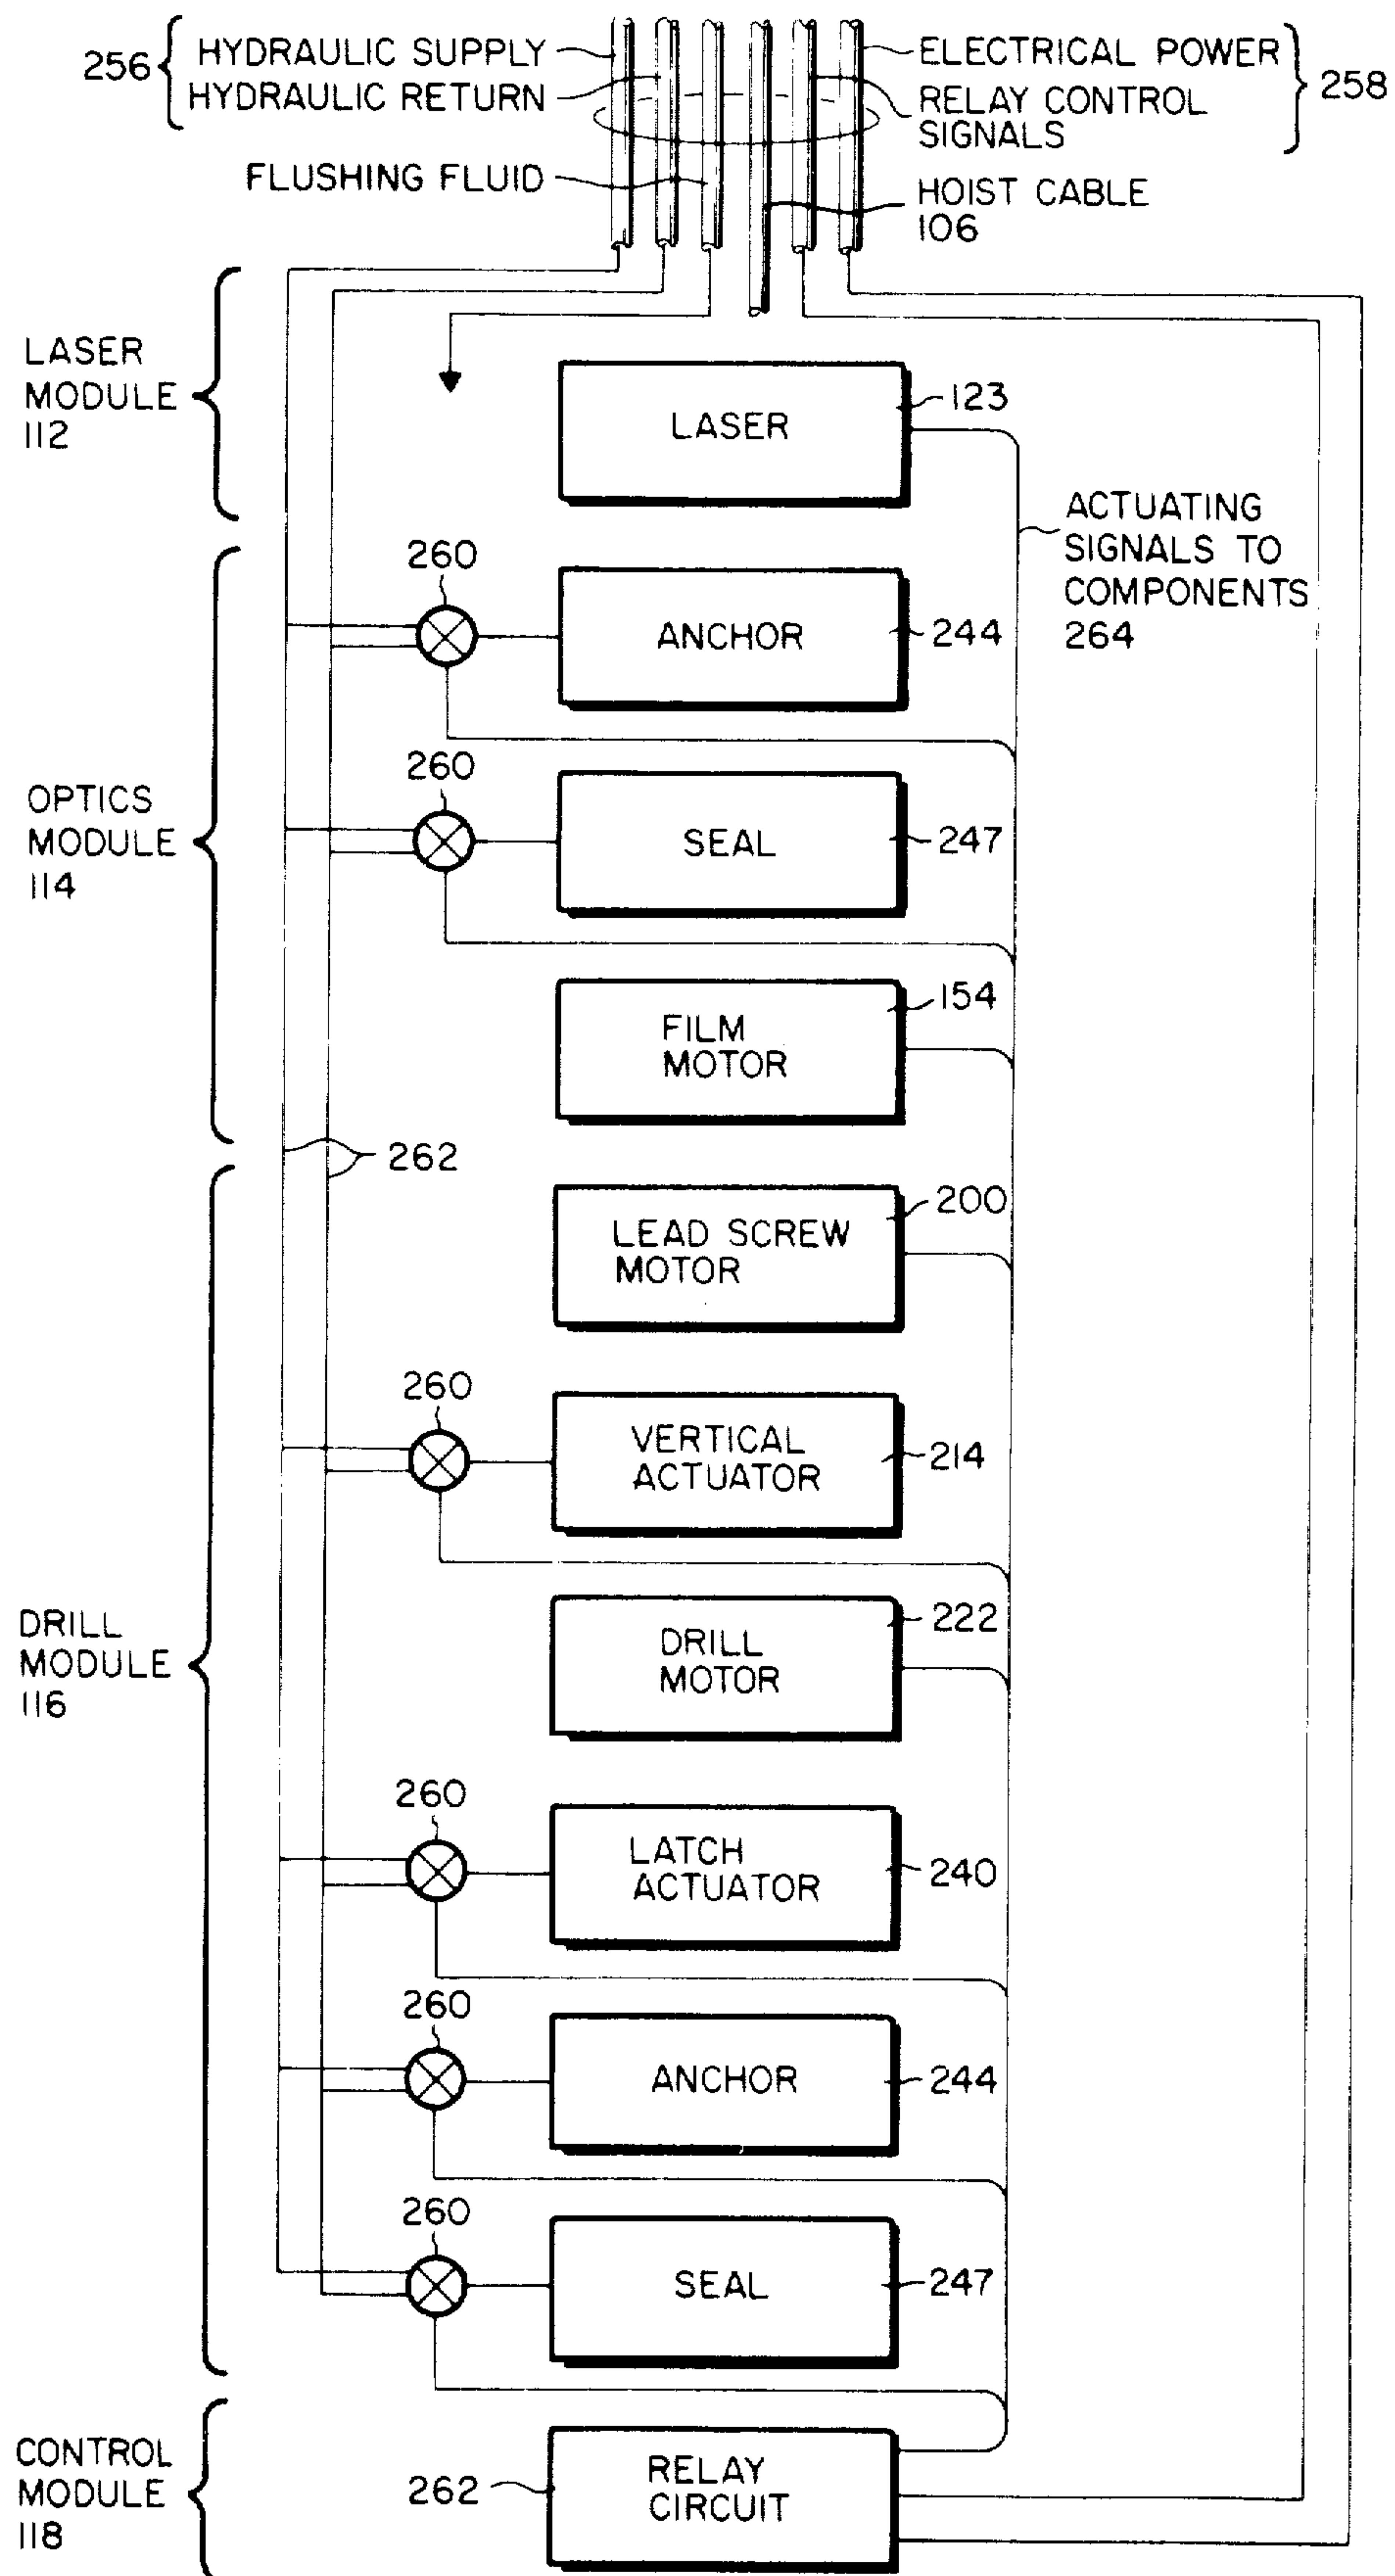 256
HYDRAULIC SUPPLY
HYDRAULIC RETURN
FLUSHING FLUID
ELECTRICAL POWER
RELAY CONTROL
SIGNALS
258
HOIST CABLE
106
LASER
MODULE
112
LASER
123
ACTUATING
SIGNALS TO
COMPONENTS
264
OPTICS
MODULE
114
260
ANCHOR
244
260
SEAL
247
FILM
MOTOR
154
262
DRILL
MODULE
116
LEAD SCREW
MOTOR
200
260
VERTICAL
ACTUATOR
214
DRILL
MOTOR
222
260
LATCH
ACTUATOR
240
260
ANCHOR
244
260
SEAL
247
CONTROL
MODULE
118
262
RELAY
CIRCUIT